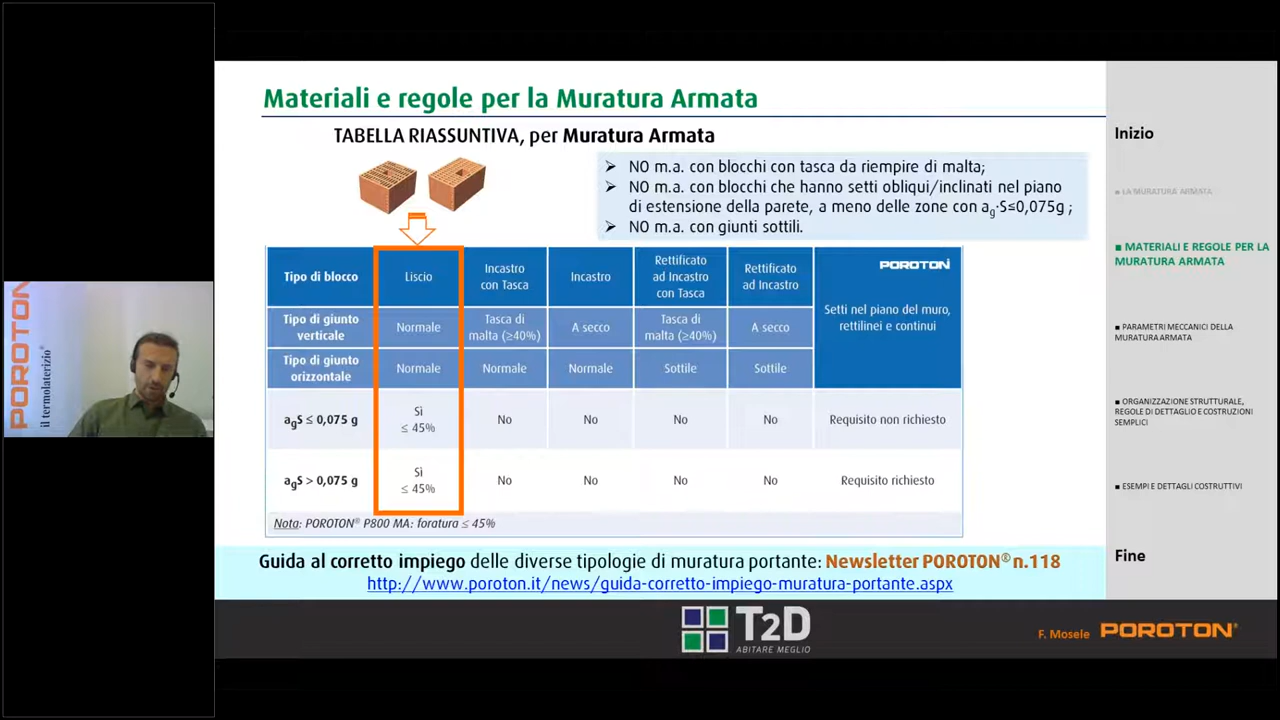 Materiali e regole per la Muratura Armata
TABELLA RIASSUNTIVA, per Muratura Armata
➢ NO m.a. con blocchi con tasca da riempire di malta;
➢ NO m.a. con blocchi che hanno setti obliqui/inclinati nel piano
di estensione della parete, a meno delle zone con ag·S≤0,075g ;
➢ NO m.a. con giunti sottili.
Tipo di blocco
Liscio
Incastro
con Tasca
Incastro
Rettificato
ad Incastro
con Tasca
Rettificato
ad Incastro
POROTON
Setti nel piano del muro,
rettilinei e continui
Tipo di giunto
verticale
Normale
Tasca di
malta (≥40%)
A secco
Tasca di
malta (≥40%)
A secco
Tipo di giunto
orizzontale
Normale
Normale
Normale
Sottile
Sottile
agS ≤ 0,075 g
Sì
≤ 45%
No
No
No
No
Requisito non richiesto
agS > 0,075 g
Sì
≤ 45%
No
No
No
No
Requisito richiesto
Nota: POROTON® P800 MA: foratura ≤ 45%
Guida al corretto impiego delle diverse tipologie di muratura portante: Newsletter POROTON® n.118
http://www.poroton.it/news/guida-corretto-impiego-muratura-portante.aspx
Inizio
■ LA MURATURA ARMATA
■ MATERIALI E REGOLE PER LA
MURATURA ARMATA
■ PARAMETRI MECCANICI DELLA
MURATURA ARMATA
■ ORGANIZZAZIONE STRUTTURALE,
REGOLE DI DETTAGLIO E COSTRUZIONI
SEMPLICI
■ ESEMPI E DETTAGLI COSTRUTTIVI
Fine
T2D
ABITARE MEGLIO
F. Mosele POROTON®
POROTON
il termolaterizio®